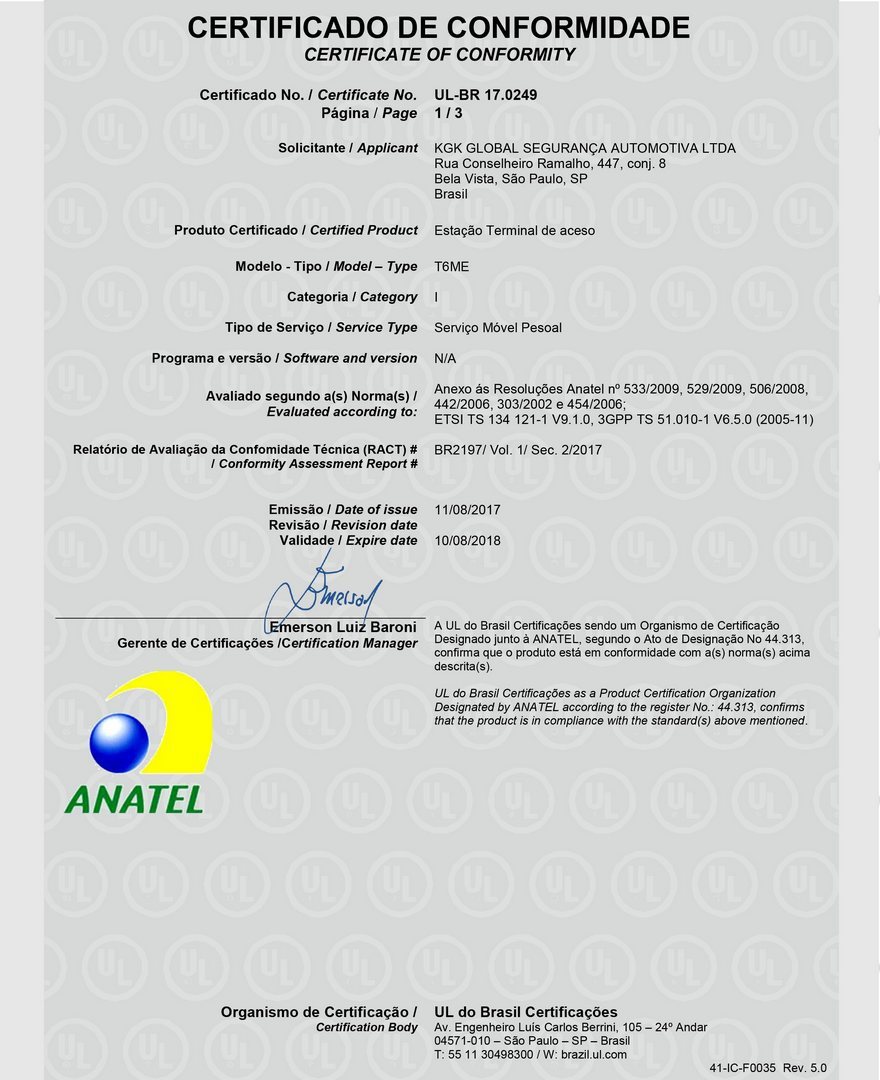 CERTIFICADO DE CONFORMIDADE
CERTIFICATE OF CONFORMITY
Certificado No. / Certificate No. UL-BR 17.0249
Página / Page 1 / 3
Solicitante / Applicant KGK GLOBAL SEGURANÇA AUTOMOTIVA LTDA
Rua Conselheiro Ramalho, 447, conj. 8
Bela Vista, São Paulo, SP
Brasil
Produto Certificado / Certified Product Estação Terminal de aceso
Modelo - Tipo / Model – Type T6ME
Categoria / Category I
Tipo de Serviço / Service Type Serviço Móvel Pesoal
Programa e versão / Software and version N/A
Avaliado segundo a(s) Norma(s) /
Evaluated according to:
Anexo ás Resoluções Anatel nº 533/2009, 529/2009, 506/2008,
442/2006, 303/2002 e 454/2006;
ETSI TS 134 121-1 V9.1.0, 3GPP TS 51.010-1 V6.5.0 (2005-11)
Relatório de Avaliação da Confomidade Técnica (RACT) # BR2197/ Vol. 1/ Sec. 2/2017
/ Conformity Assessment Report #
Emissão / Date of issue 11/08/2017
Revisão / Revision date
Validade / Expire date 10/08/2018
Emerson
Emerson Luiz Baroni
Gerente de Certificações /Certification Manager
A UL do Brasil Certificações sendo um Organismo de Certificação
Designado junto à ANATEL, segundo o Ato de Designação No 44.313,
confirma que o produto está em conformidade com a(s) norma(s) acima
descrita(s).
UL do Brasil Certificações as a Product Certification Organization
Designated by ANATEL according to the register No.: 44.313, confirms
that the product is in compliance with the standard(s) above mentioned.
ANATEL
Organismo de Certificação / UL do Brasil Certificações
Certification Body Av. Engenheiro Luís Carlos Berrini, 105 – 24º Andar
04571-010 – São Paulo – SP – Brasil
T: 55 11 30498300 / W: brazil.ul.com
41-IC-F0035 Rev. 5.0